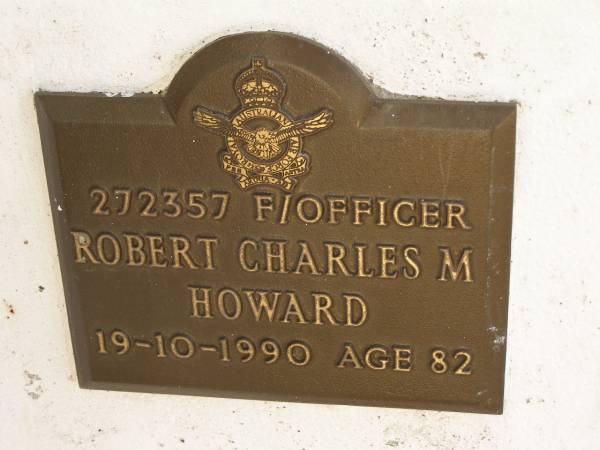 272357 F/OFFICER
ROBERT CHARLES M
HOWARD
19-10-1990 AGE 82